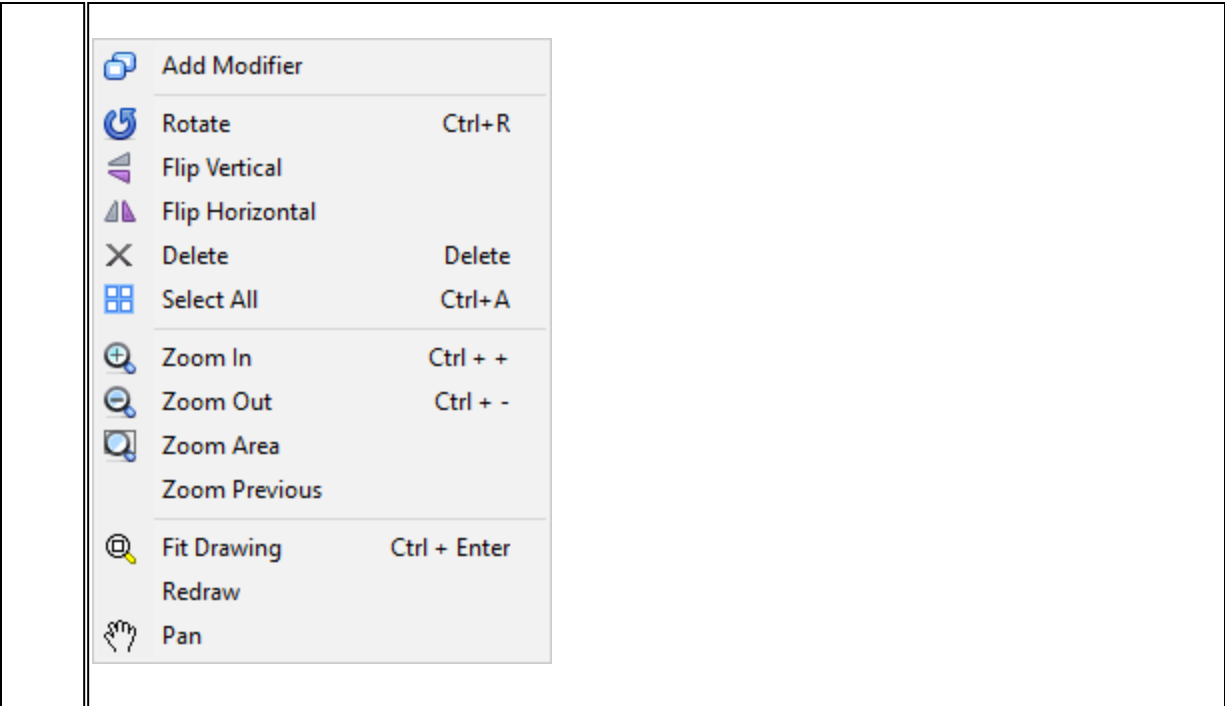 Add Modifier
Rotate Ctrl+R
Flip Vertical
Flip Horizontal
Delete Delete
Select All Ctrl+A
Zoom In Ctrl + +
Zoom Out Ctrl + -
Zoom Area
Zoom Previous
Fit Drawing Ctrl + Enter
Redraw
Pan